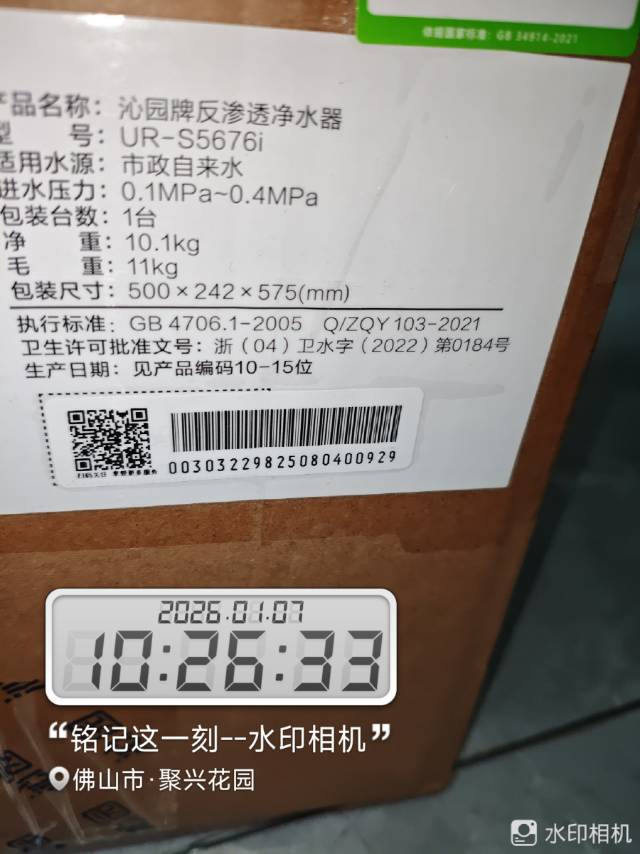 依据国家标准：GB 34914-2021
产品名称：沁园牌反渗透净水器
型 号：UR-S5676i
适用水源：市政自来水
进水压力：0.1MPa~0.4MPa
包装台数：1台
净 重：10.1kg
毛 重：11kg
包装尺寸：500×242×575(mm)
执行标准：GB 4706.1-2005 Q/ZQY 103-2021
卫生许可批准文号：浙（04）卫水字（2022）第0184号
生产日期：见产品编码10-15位
00303229825080400929
2026.01.07
10:26:33
“铭记这一刻--水印相机”
佛山市·聚兴花园
水印相机